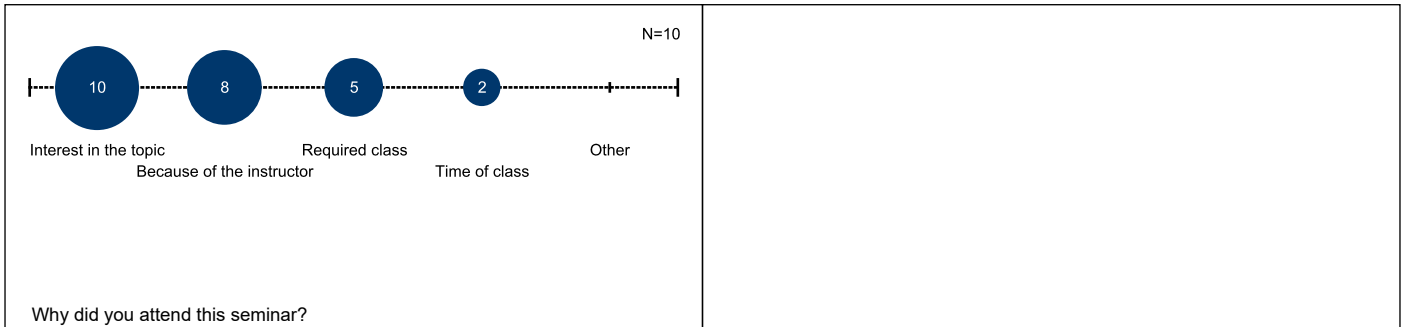 N=10
10 8 5 2
Interest in the topic Required class Other
Because of the instructor Time of class
Why did you attend this seminar?